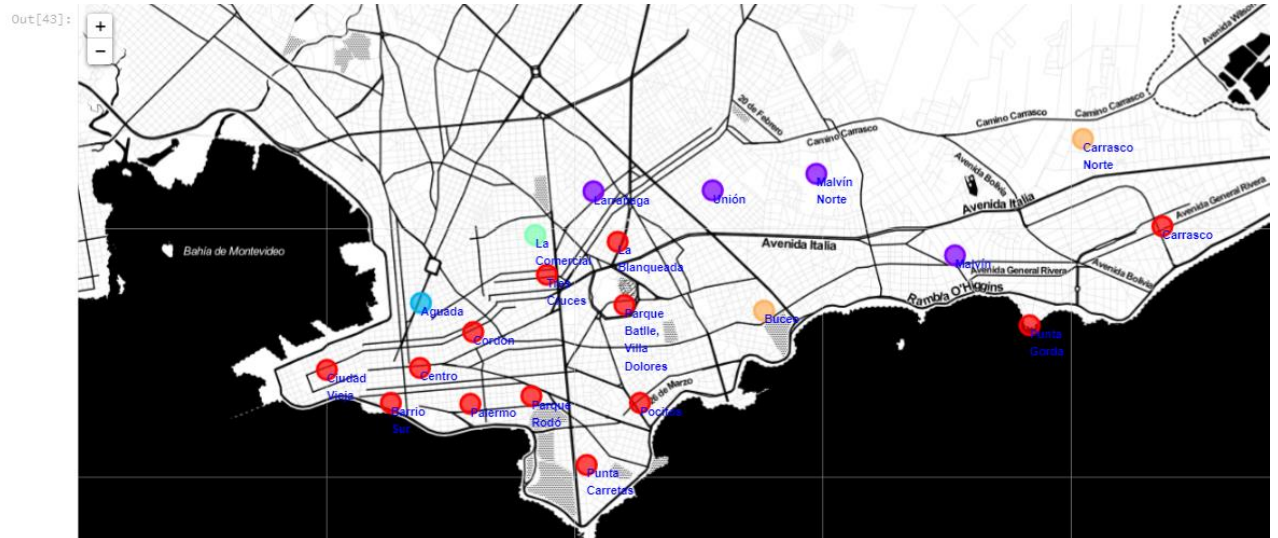 Out[43]:
+
−
Avenida Wilson
20 de Febrero
Camino Carrasco
Camino Carrasco
Camino Carrasco
Carrasco
Norte
Avenida Bolivia
Malvín
Norte
Larrañaga
Unión
Avenida Italia
Avenida General Rivera
Carrasco
La
Comercial
La
Blanqueada
Avenida Italia
Bahía de Montevideo
Malvín
Avenida General Rivera
Avenida Bolivia
Tres
Cruces
Rambla O'Higgins
Aguada
Parque
Batlle,
Villa
Dolores
Buceo
Cordón
Punta
Gorda
Ciudad
Vieja
Centro
26 de Marzo
Barrio
Sur
Palermo
Parque
Rodó
Pocitos
Punta
Carretas